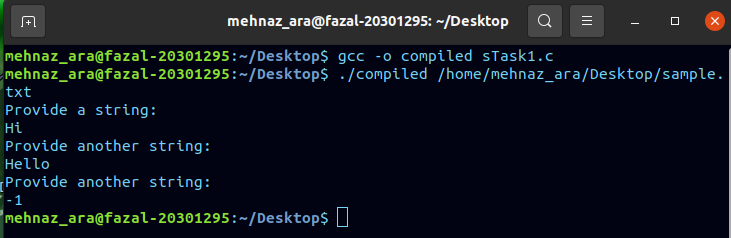 mehnaz_ara@fazal-20301295: ~/Desktop
mehnaz_ara@fazal-20301295:~/Desktop$ gcc -o compiled sTask1.c
mehnaz_ara@fazal-20301295:~/Desktop$ ./compiled /home/mehnaz_ara/Desktop/sample.
txt
Provide a string:
Hi
Provide another string:
Hello
Provide another string:
-1
mehnaz_ara@fazal-20301295:~/Desktop$